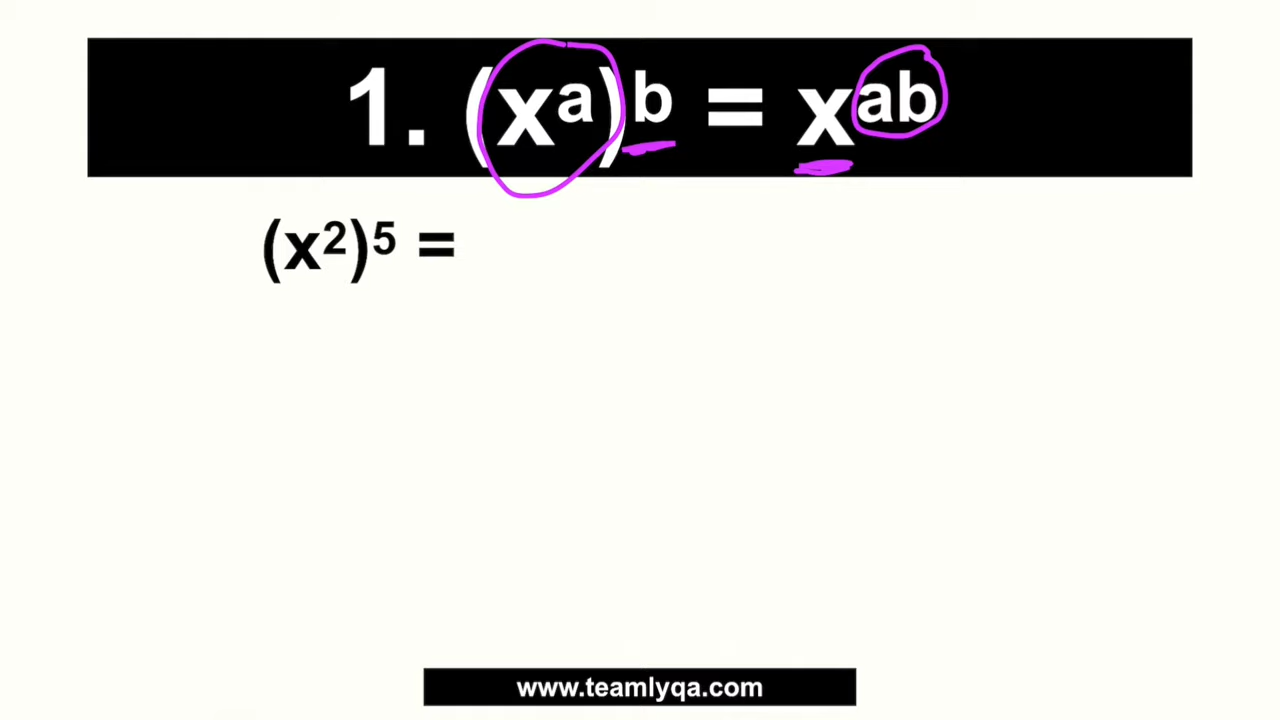 1. (xᵃ)ᵇ = xᵃᵇ
(x²)⁵ =
www.teamlyqa.com